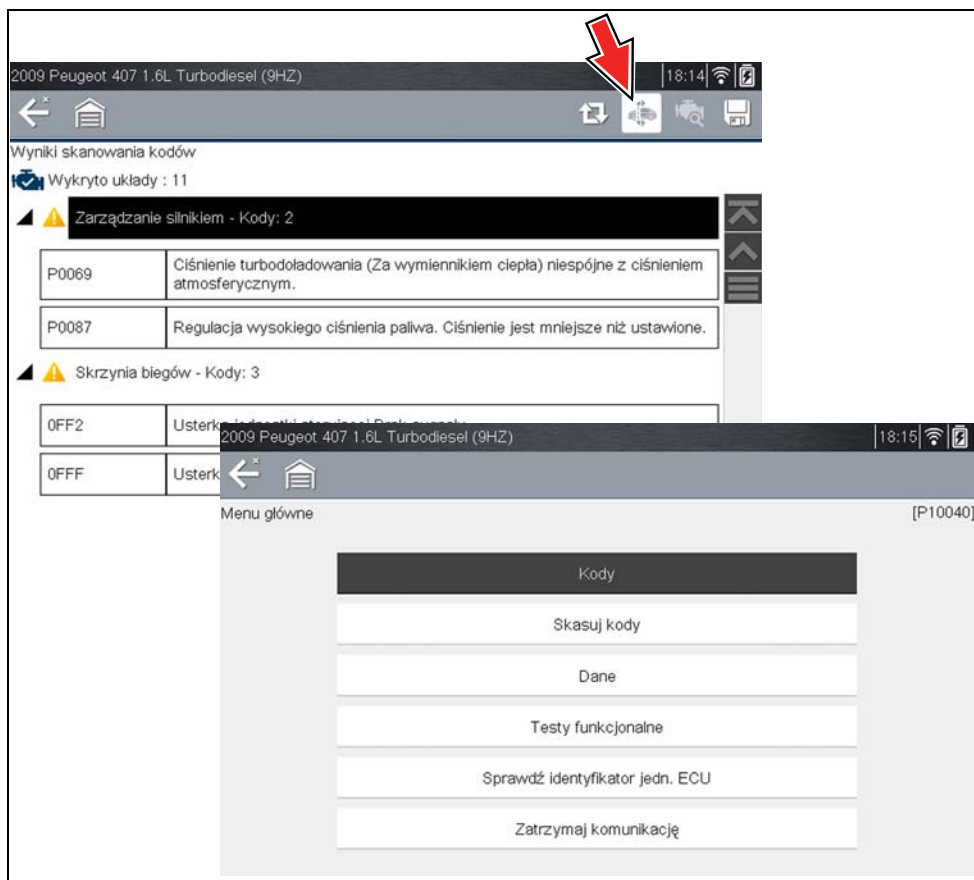 2009 Peugeot 407 1.6L Turbodiesel (9HZ) 18:14
Wyniki skanowania kodów
Wykryto układy : 11
Zarządzanie silnikiem - Kody: 2
P0069
Ciśnienie turbodoładowania (Za wymiennikiem ciepła) niespójne z ciśnieniem
atmosferycznym.
P0087
Regulacja wysokiego ciśnienia paliwa. Ciśnienie jest mniejsze niż ustawione.
Skrzynia biegów - Kody: 3
0FF2
0FFF
2009 Peugeot 407 1.6L Turbodiesel (9HZ) 18:15
Menu główne [P10040]
Kody
Skasuj kody
Dane
Testy funkcjonalne
Sprawdź identyfikator jedn. ECU
Zatrzymaj komunikację